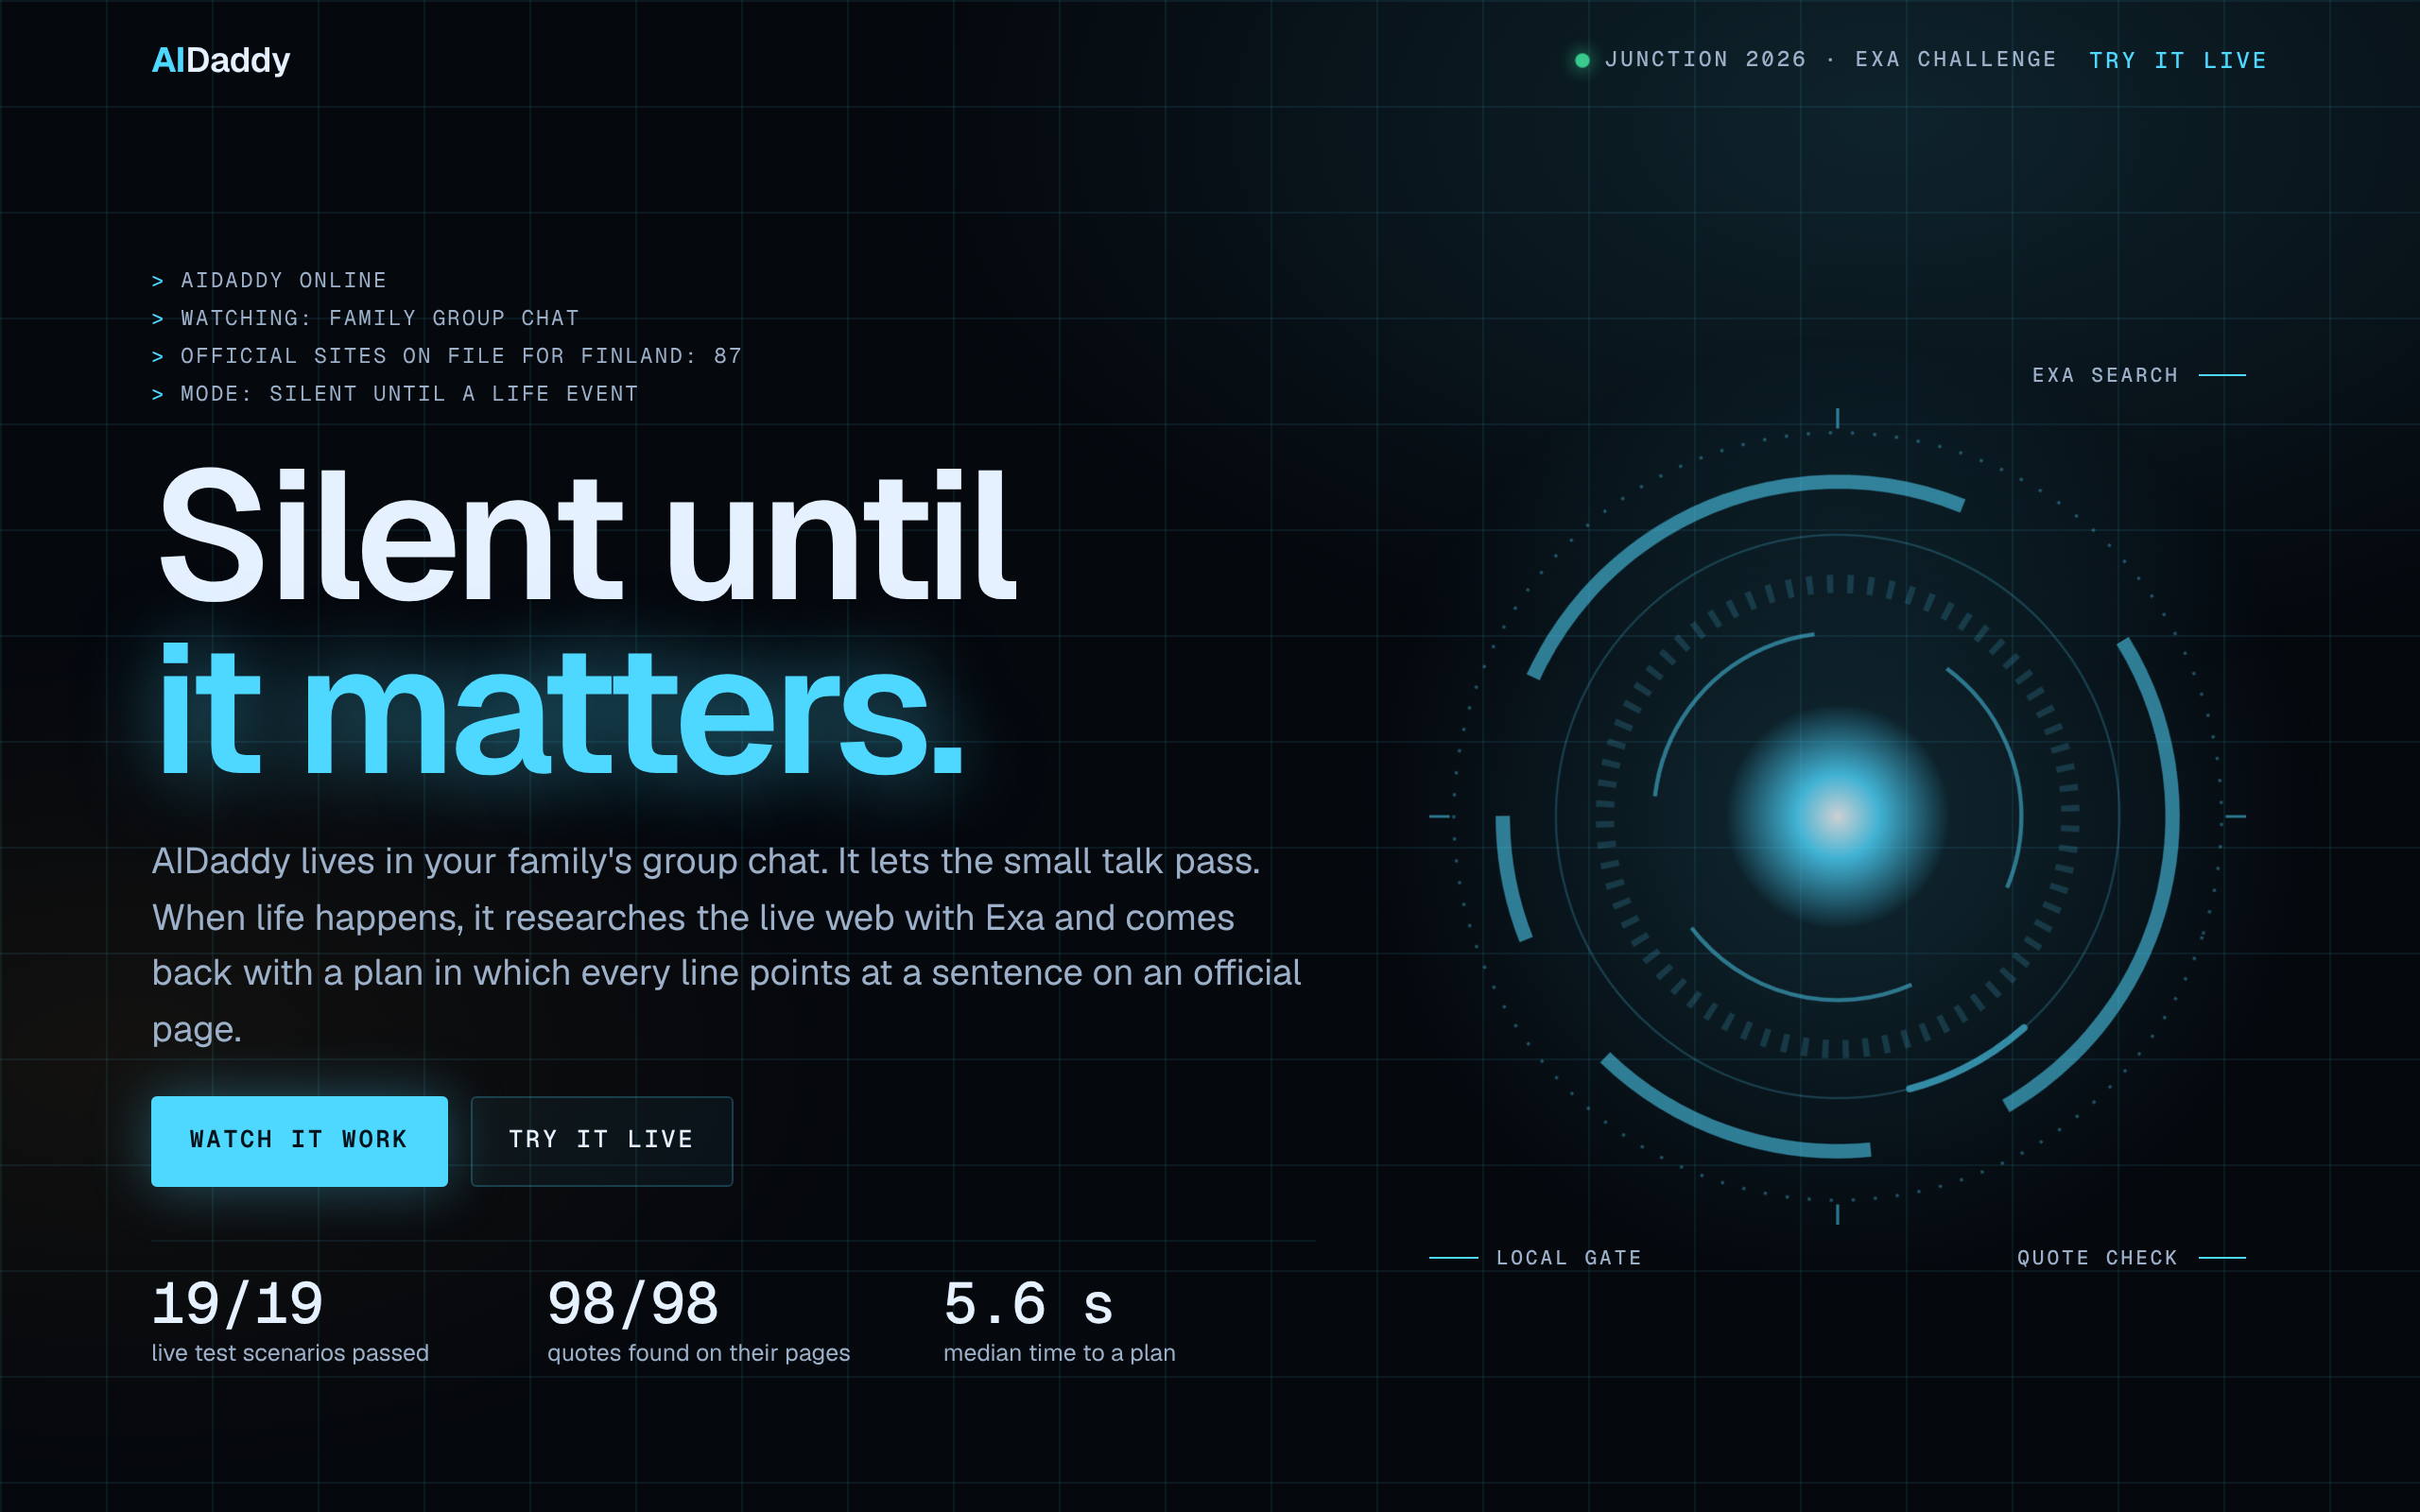 AIDaddy
JUNCTION 2026 · EXA CHALLENGE
TRY IT LIVE
> AIDADDY ONLINE
> WATCHING: FAMILY GROUP CHAT
> OFFICIAL SITES ON FILE FOR FINLAND: 87
> MODE: SILENT UNTIL A LIFE EVENT
Silent until
it matters.
AIDaddy lives in your family's group chat. It lets the small talk pass.
When life happens, it researches the live web with Exa and comes
back with a plan in which every line points at a sentence on an official
page.
WATCH IT WORK
TRY IT LIVE
19/19
live test scenarios passed
98/98
quotes found on their pages
5.6 s
median time to a plan
EXA SEARCH
LOCAL GATE
QUOTE CHECK